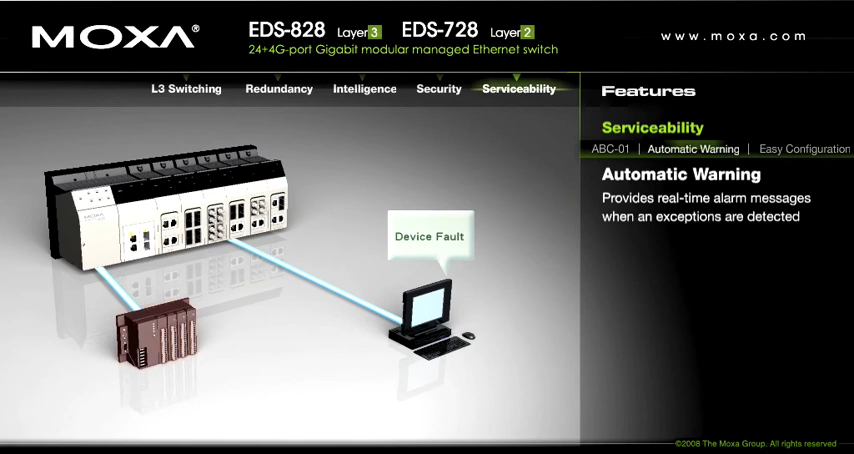 MOXA®
EDS-828 Layer 3 EDS-728 Layer 2
24+4G-port Gigabit modular managed Ethernet switch
www.moxa.com
L3 Switching Redundancy Intelligence Security Serviceability
Features
Serviceability
ABC-01 | Automatic Warning | Easy Configuration
Automatic Warning
Provides real-time alarm messages
when an exceptions are detected
MOXA
Device Fault
©2008 The Moxa Group. All rights reserved